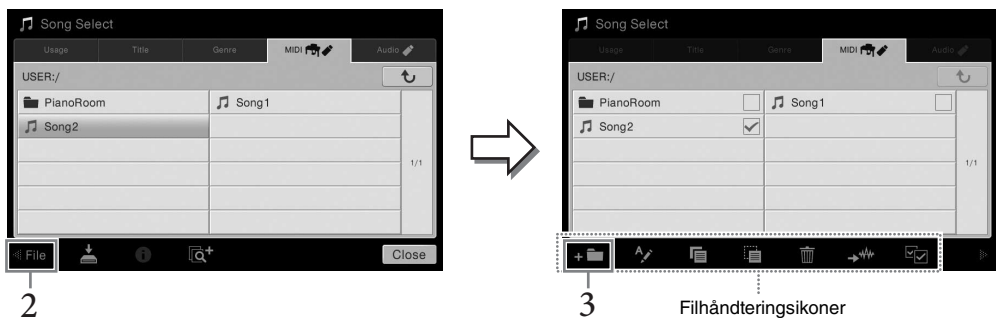 Song Select
Usage Title Genre MIDI Audio
USER:/
PianoRoom Song1
Song2
1/1
File Close
2
Song Select
Usage Title Genre MIDI Audio
USER:/
PianoRoom Song1
Song2
1/1
3
Filhåndteringsikoner